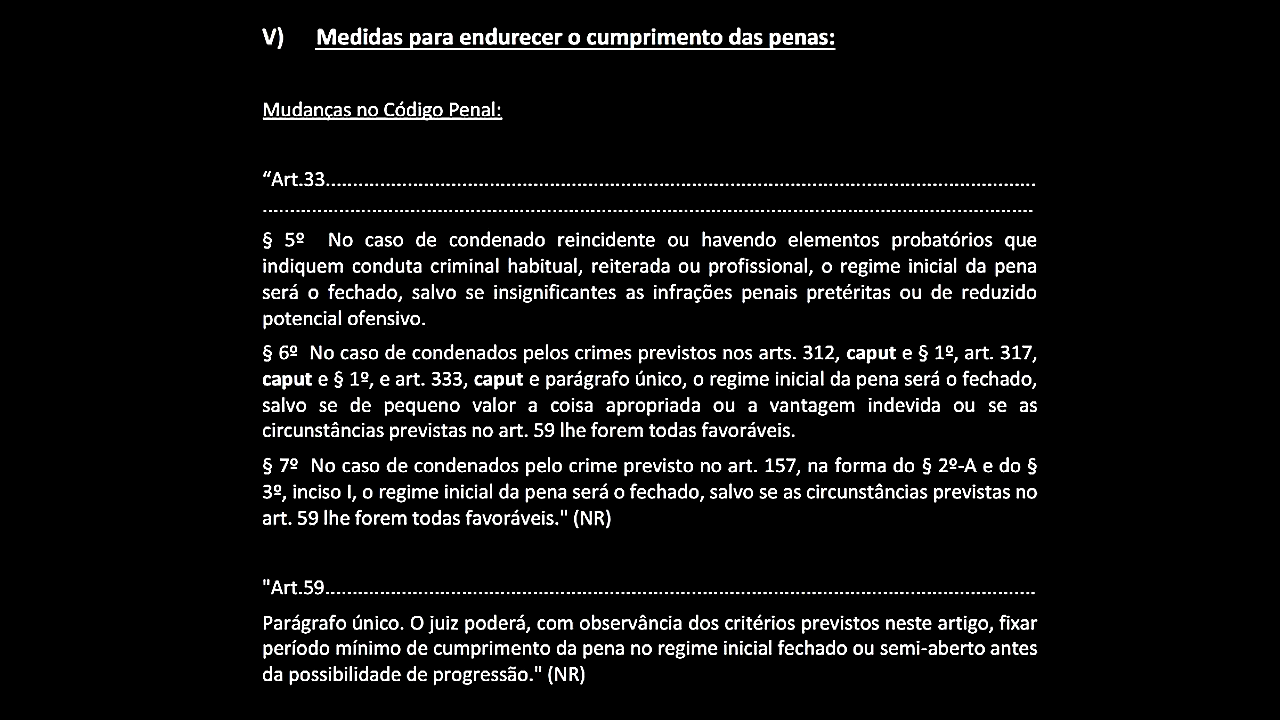 V) Medidas para endurecer o cumprimento das penas:
Mudanças no Código Penal:
“Art.33..........................................................................................................................................
..........................................................................................................................................
§ 5º No caso de condenado reincidente ou havendo elementos probatórios que
indiquem conduta criminal habitual, reiterada ou profissional, o regime inicial da pena
será o fechado, salvo se insignificantes as infrações penais pretéritas ou de reduzido
potencial ofensivo.
§ 6º No caso de condenados pelos crimes previstos nos arts. 312, caput e § 1º, art. 317,
caput e § 1º, e art. 333, caput e parágrafo único, o regime inicial da pena será o fechado,
salvo se de pequeno valor a coisa apropriada ou a vantagem indevida ou se as
circunstâncias previstas no art. 59 lhe forem todas favoráveis.
§ 7º No caso de condenados pelo crime previsto no art. 157, na forma do § 2º-A e do §
3º, inciso I, o regime inicial da pena será o fechado, salvo se as circunstâncias previstas no
art. 59 lhe forem todas favoráveis." (NR)
"Art.59..........................................................................................................................................
Parágrafo único. O juiz poderá, com observância dos critérios previstos neste artigo, fixar
período mínimo de cumprimento da pena no regime inicial fechado ou semi-aberto antes
da possibilidade de progressão." (NR)